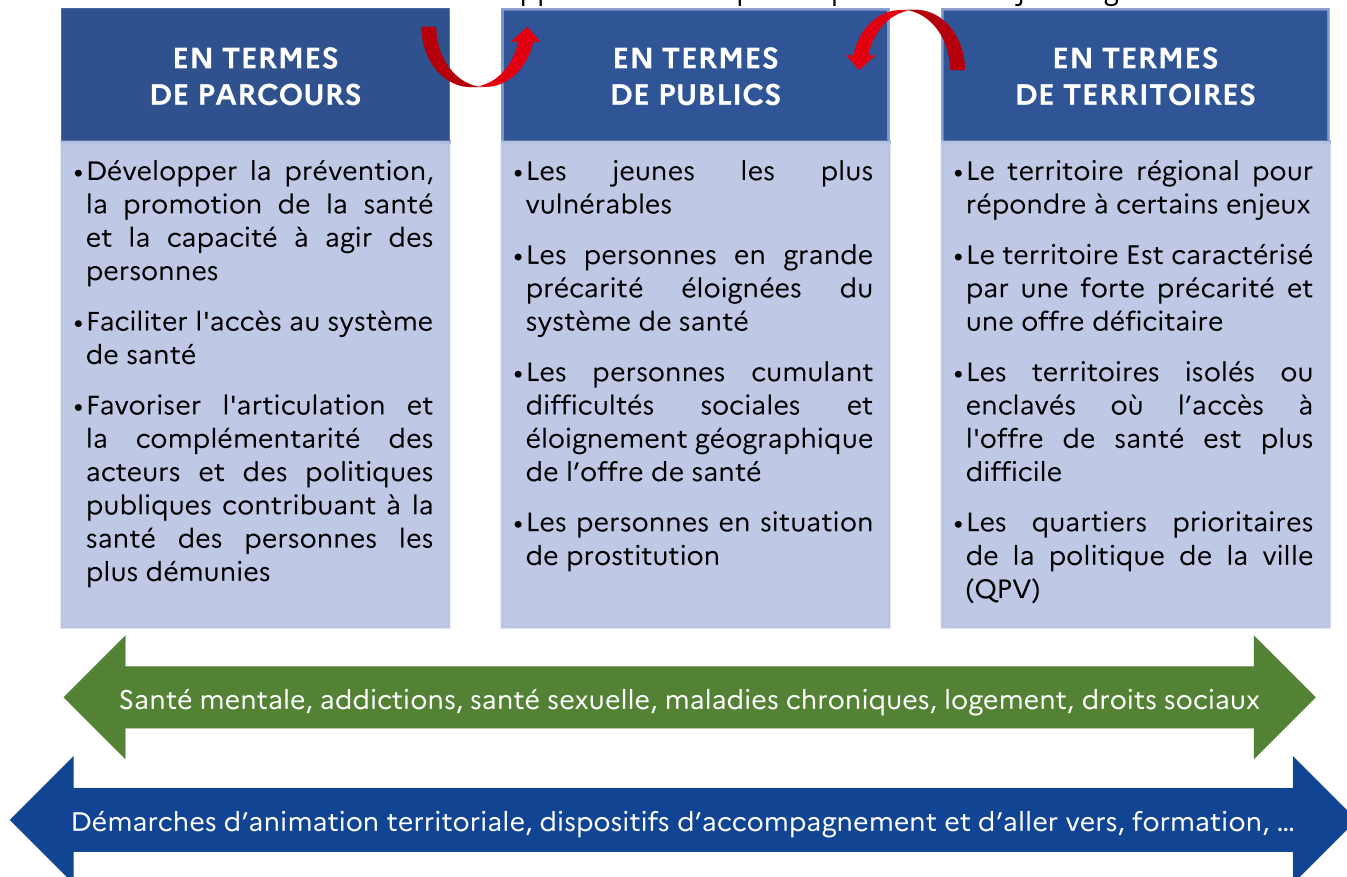 EN TERMES
DE PARCOURS
•Développer la prévention,
la promotion de la santé
et la capacité à agir des
personnes
•Faciliter l'accès au système
de santé
•Favoriser l'articulation et
la complémentarité des
acteurs et des politiques
publiques contribuant à la
santé des personnes les
plus démunies
EN TERMES
DE PUBLICS
•Les jeunes les plus
vulnérables
•Les personnes en grande
précarité éloignées du
système de santé
•Les personnes cumulant
difficultés sociales et
éloignement géographique
de l’offre de santé
•Les personnes en situation
de prostitution
EN TERMES
DE TERRITOIRES
•Le territoire régional pour
répondre à certains enjeux
•Le territoire Est caractérisé
par une forte précarité et
une offre déficitaire
•Les territoires isolés ou
enclavés où l’accès à
l'offre de santé est plus
difficile
•Les quartiers prioritaires
de la politique de la ville
(QPV)
Santé mentale, addictions, santé sexuelle, maladies chroniques, logement, droits sociaux
Démarches d’animation territoriale, dispositifs d’accompagnement et d’aller vers, formation, …